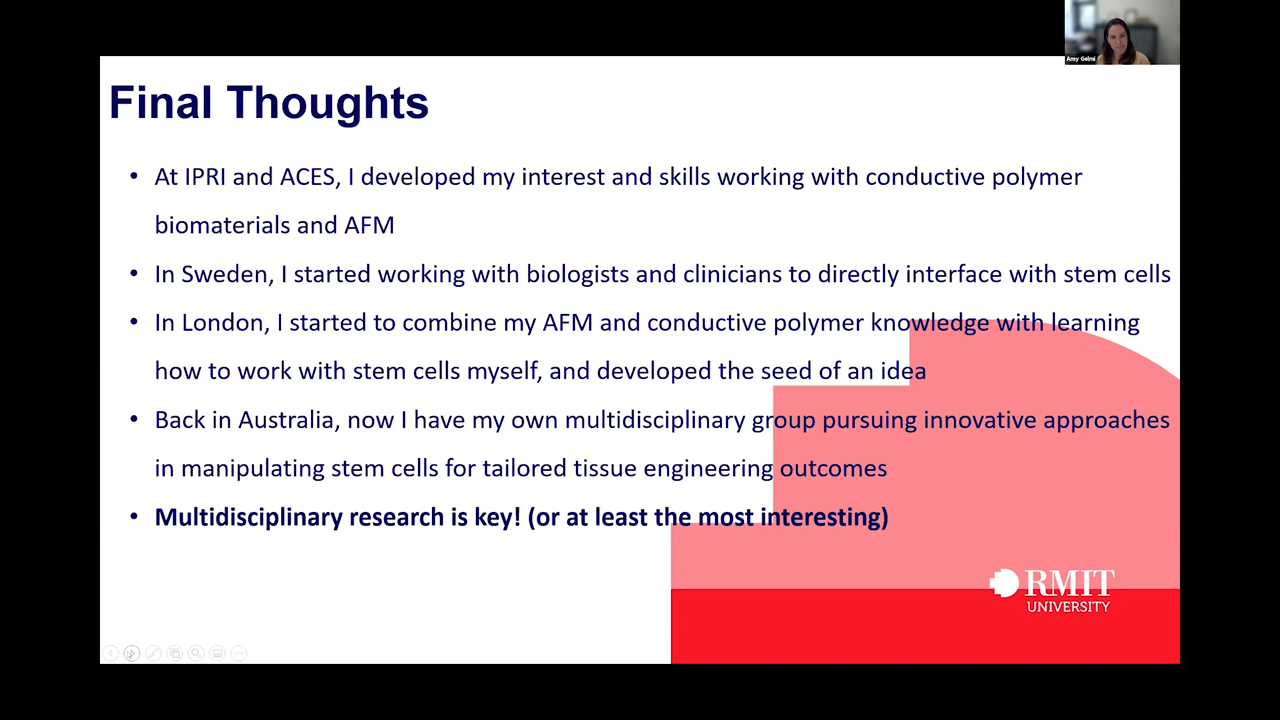 Amy Gelmi
Final Thoughts
• At IPRI and ACES, I developed my interest and skills working with conductive polymer
biomaterials and AFM
• In Sweden, I started working with biologists and clinicians to directly interface with stem cells
• In London, I started to combine my AFM and conductive polymer knowledge with learning
how to work with stem cells myself, and developed the seed of an idea
• Back in Australia, now I have my own multidisciplinary group pursuing innovative approaches
in manipulating stem cells for tailored tissue engineering outcomes
• Multidisciplinary research is key! (or at least the most interesting)
RMIT
UNIVERSITY